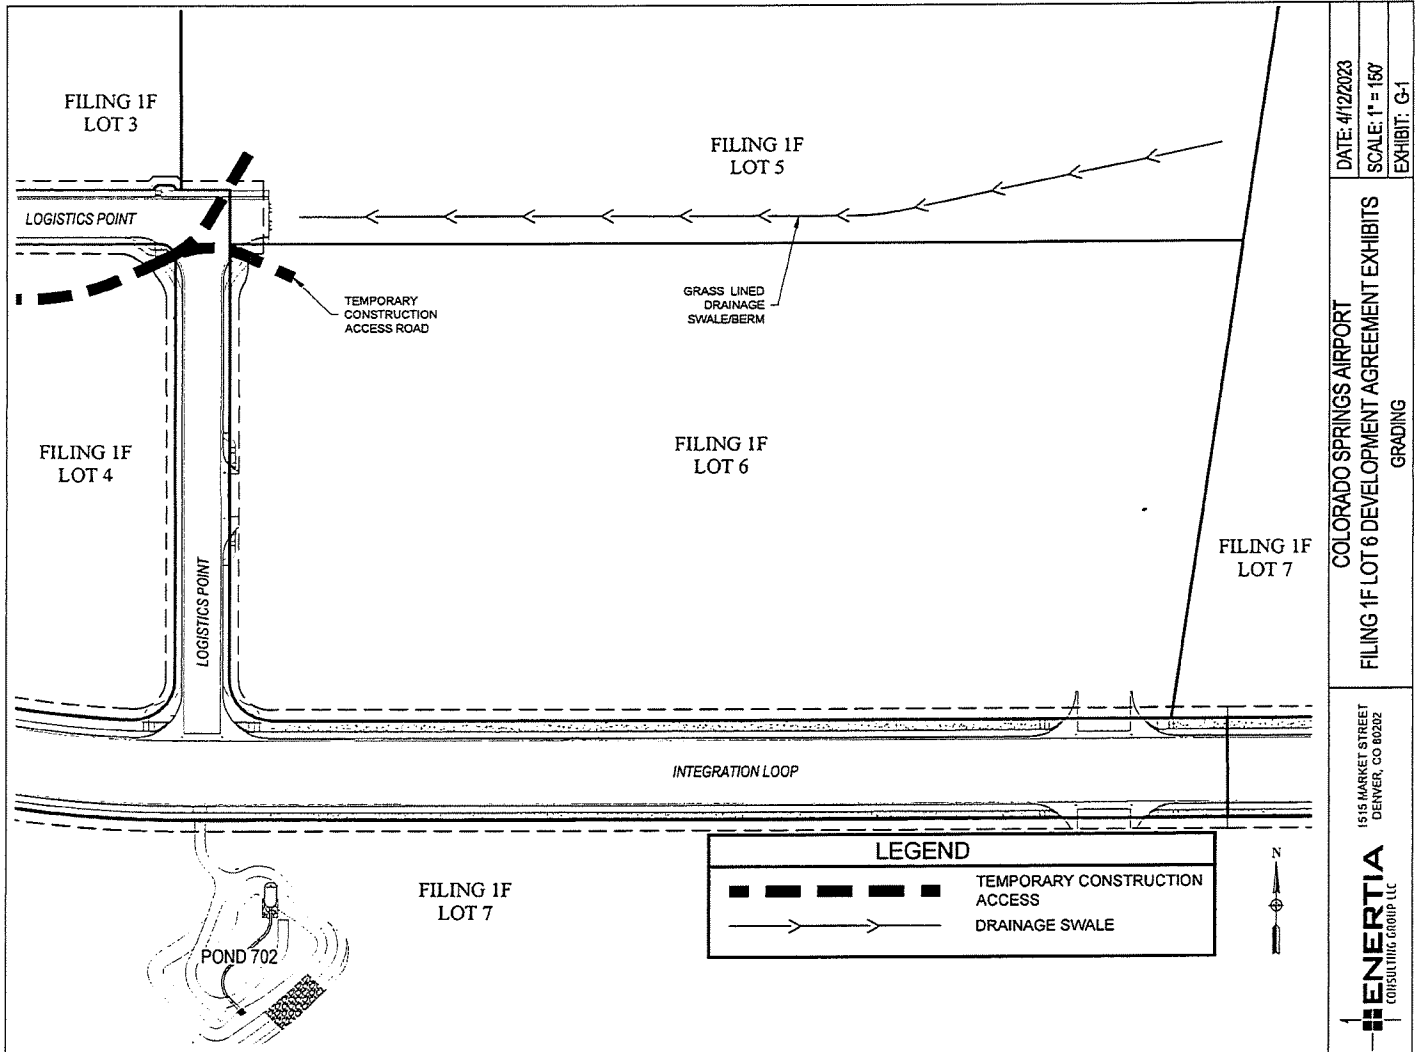 FILING 1F
LOT 3
FILING 1F
LOT 5
LOGISTICS POINT
TEMPORARY
CONSTRUCTION
ACCESS ROAD
GRASS LINED
DRAINAGE
SWALE/BERM
FILING 1F
LOT 4
FILING 1F
LOT 6
FILING 1F
LOT 7
LOGISTICS POINT
INTEGRATION LOOP
FILING 1F
LOT 7
POND 702
LEGEND
TEMPORARY CONSTRUCTION
ACCESS
DRAINAGE SWALE
N
DATE: 4/12/2023
SCALE: 1" = 150'
EXHIBIT: G-1
COLORADO SPRINGS AIRPORT
FILING 1F LOT 6 DEVELOPMENT AGREEMENT EXHIBITS
GRADING
1515 MARKET STREET
DENVER, CO 80202
ENERTIA
CONSULTING GROUP LLC